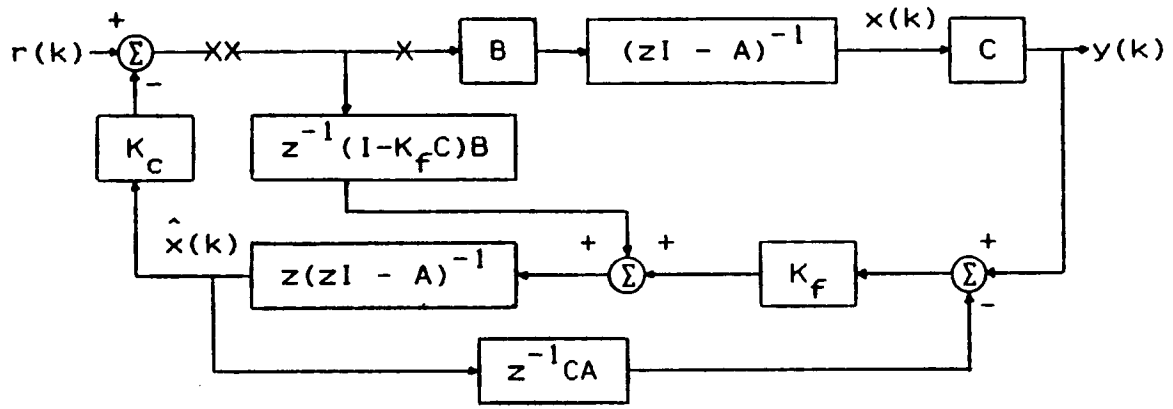 r(k)
+
Σ
-
XX
X
B
(zI - A)^-1
x(k)
C
y(k)
K_c
z^-1(I-K_fC)B
x̂(k)
z(zI - A)^-1
+
+
Σ
K_f
+
Σ
-
z^-1CA